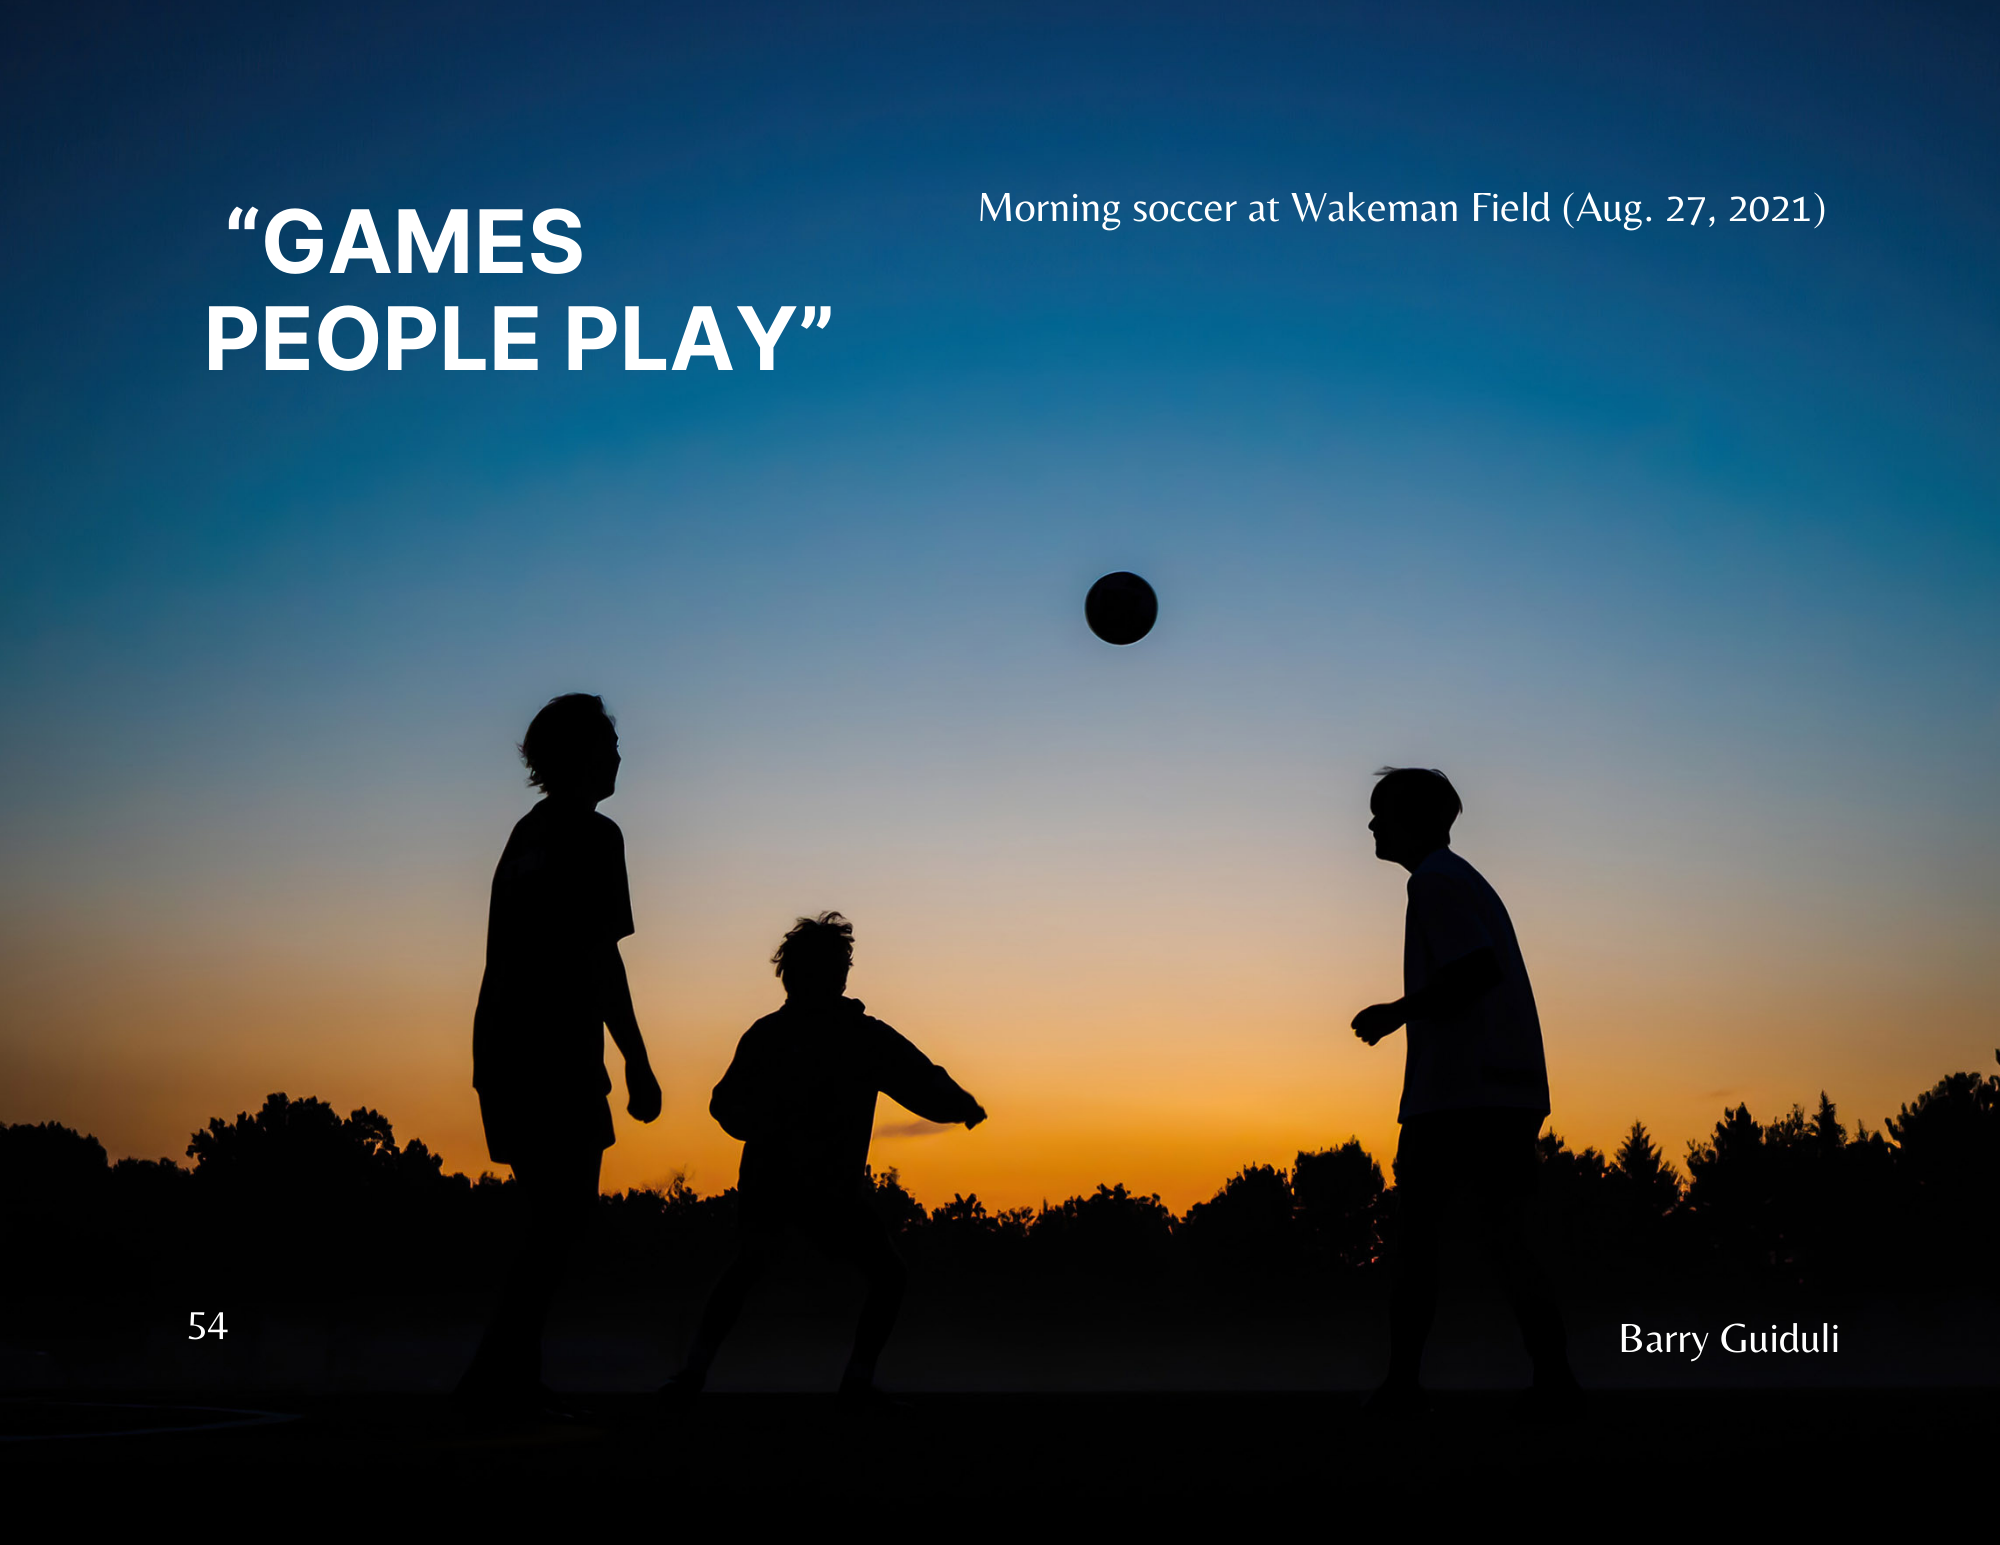 “GAMES
PEOPLE PLAY”
Morning soccer at Wakeman Field (Aug. 27, 2021)
54
Barry Guiduli